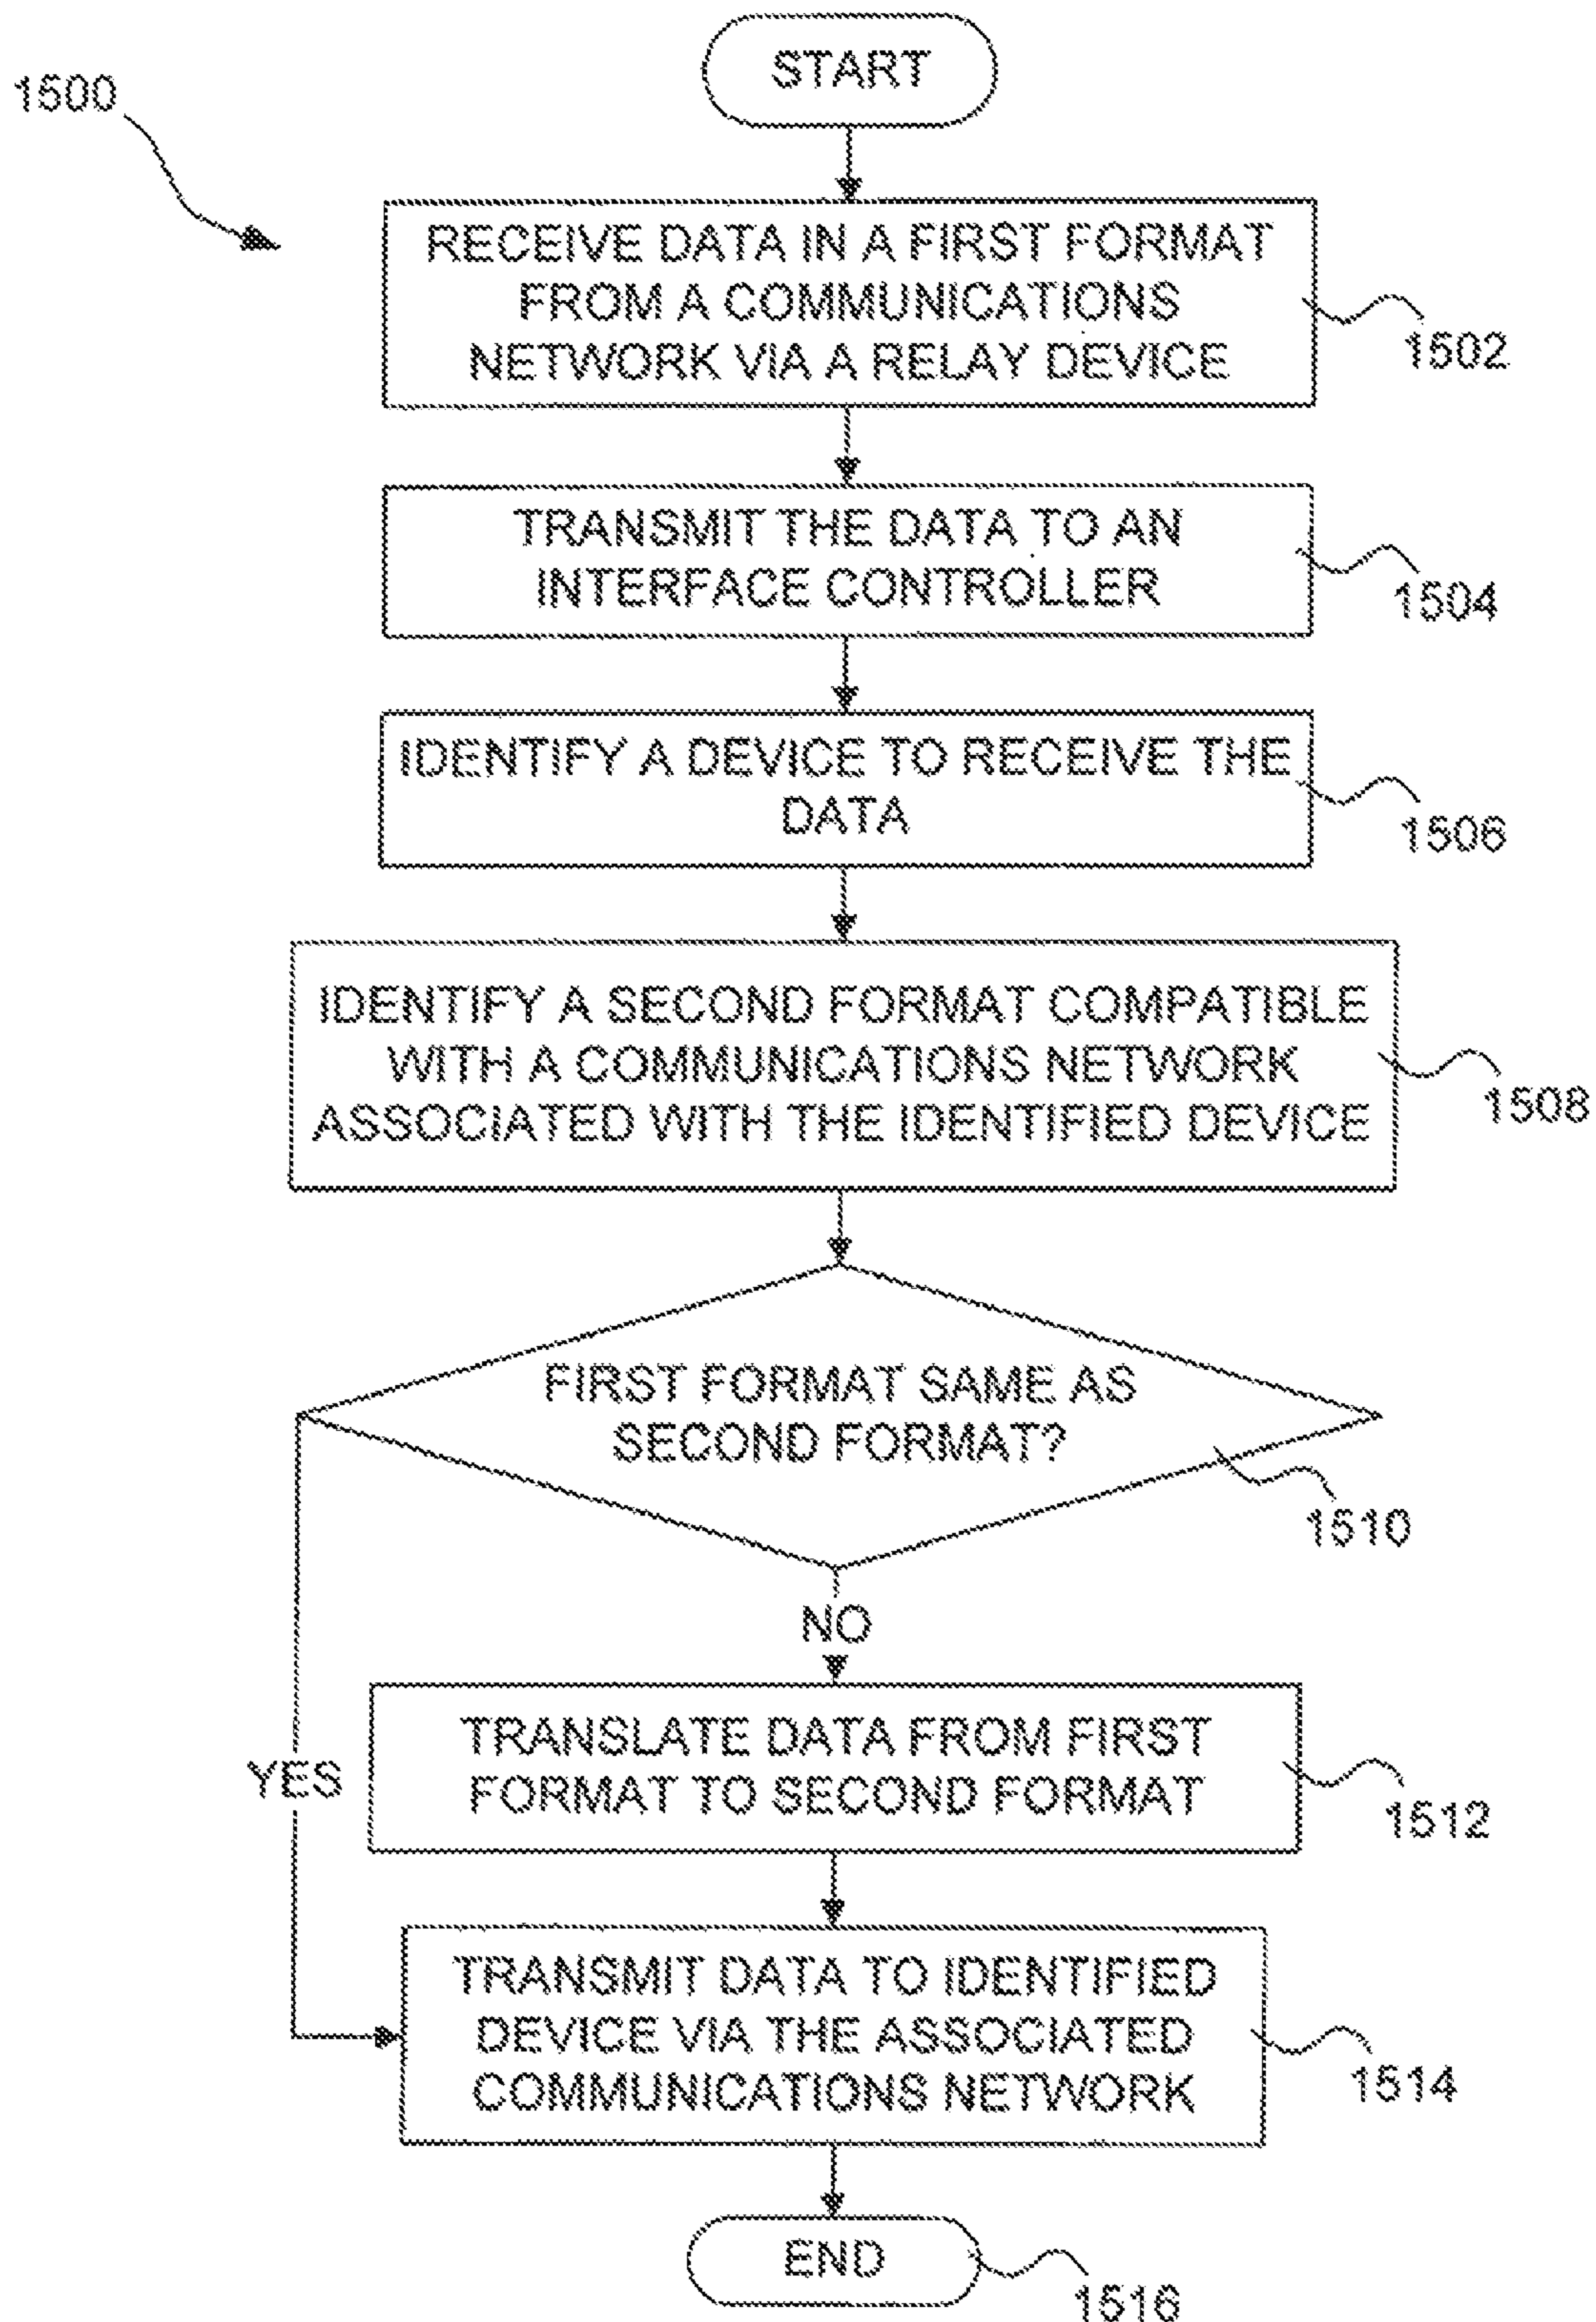 START
1500
RECEIVE DATA IN A FIRST FORMAT
FROM A COMMUNICATIONS
NETWORK VIA A RELAY DEVICE
1502
TRANSMIT THE DATA TO AN
INTERFACE CONTROLLER
1504
IDENTIFY A DEVICE TO RECEIVE THE
DATA
1506
IDENTIFY A SECOND FORMAT COMPATIBLE
WITH A COMMUNICATIONS NETWORK
ASSOCIATED WITH THE IDENTIFIED DEVICE
1508
FIRST FORMAT SAME AS
SECOND FORMAT?
1510
NO
YES
TRANSLATE DATA FROM FIRST
FORMAT TO SECOND FORMAT
1512
TRANSMIT DATA TO IDENTIFIED
DEVICE VIA THE ASSOCIATED
COMMUNICATIONS NETWORK
1514
END
1516